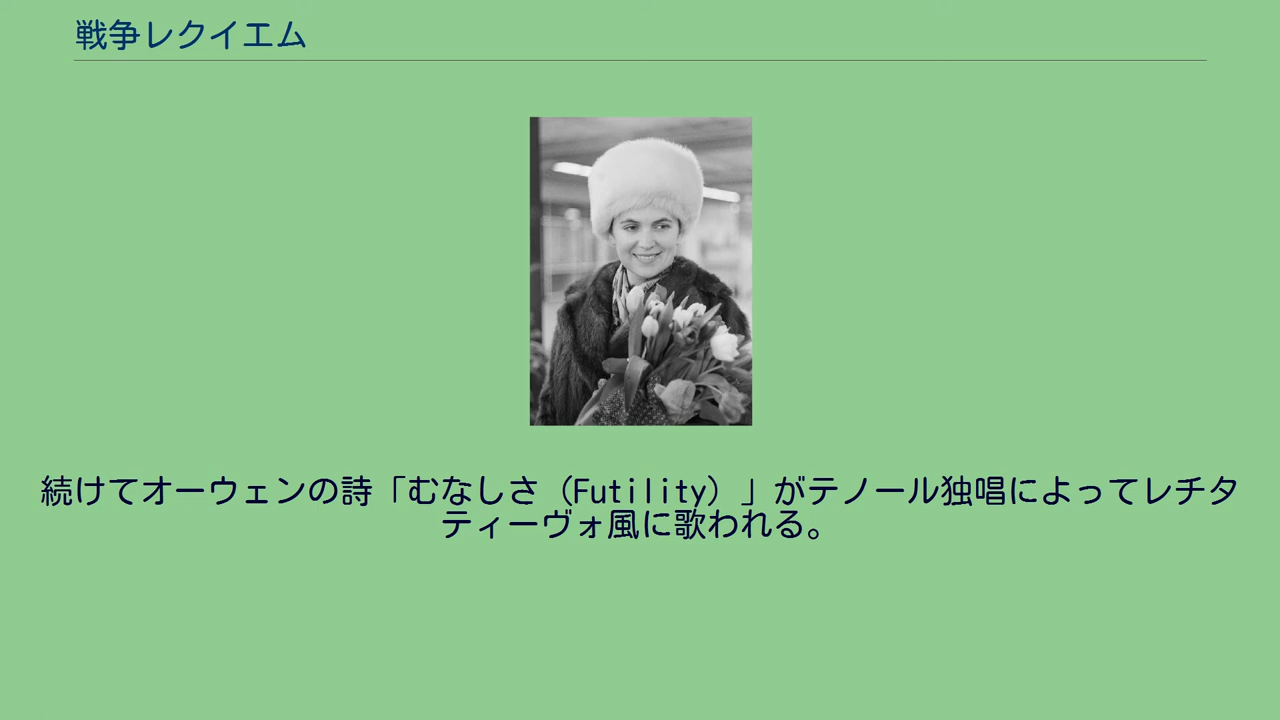 戦争レクイエム
続けてオーウェンの詩「むなしさ（Futility）」がテノール独唱によってレチタ
ティーヴォ風に歌われる。